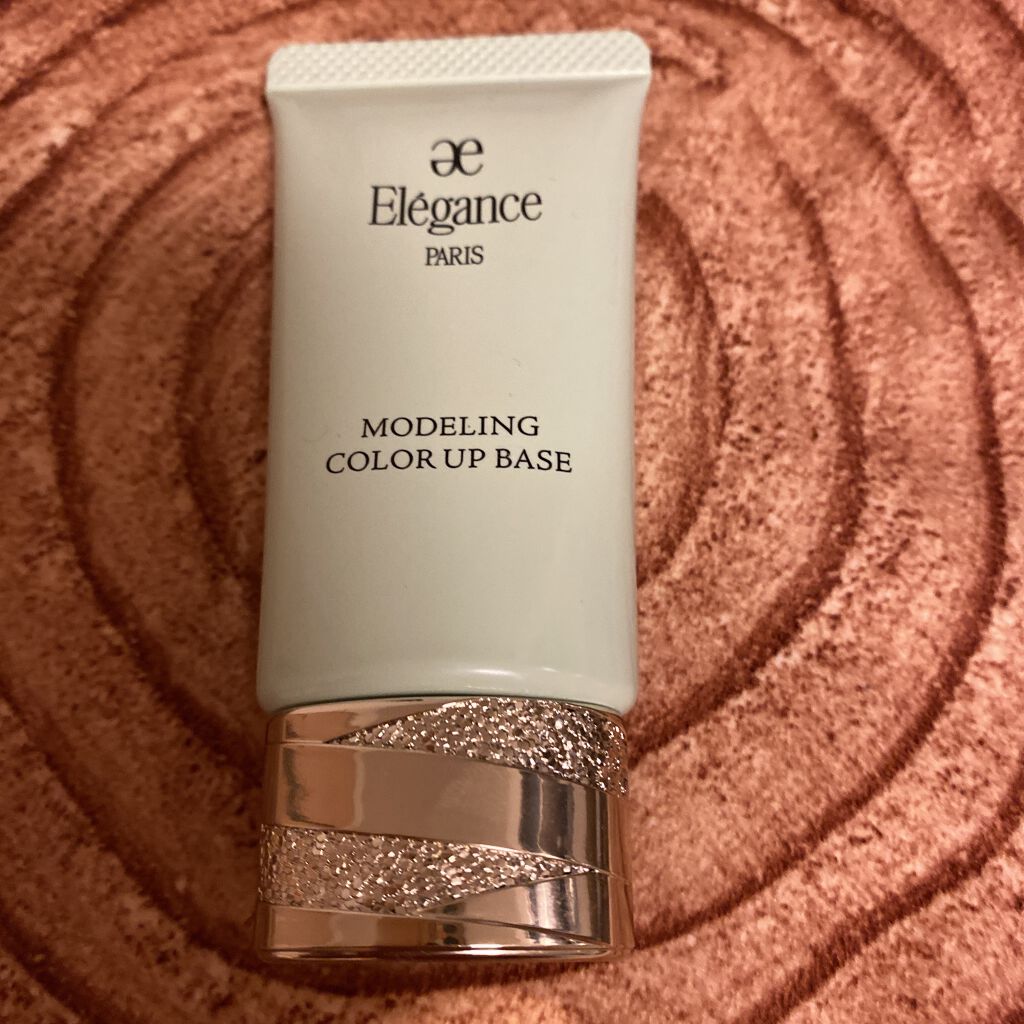 Elégance
PARIS
MODELING
COLOR UP BASE